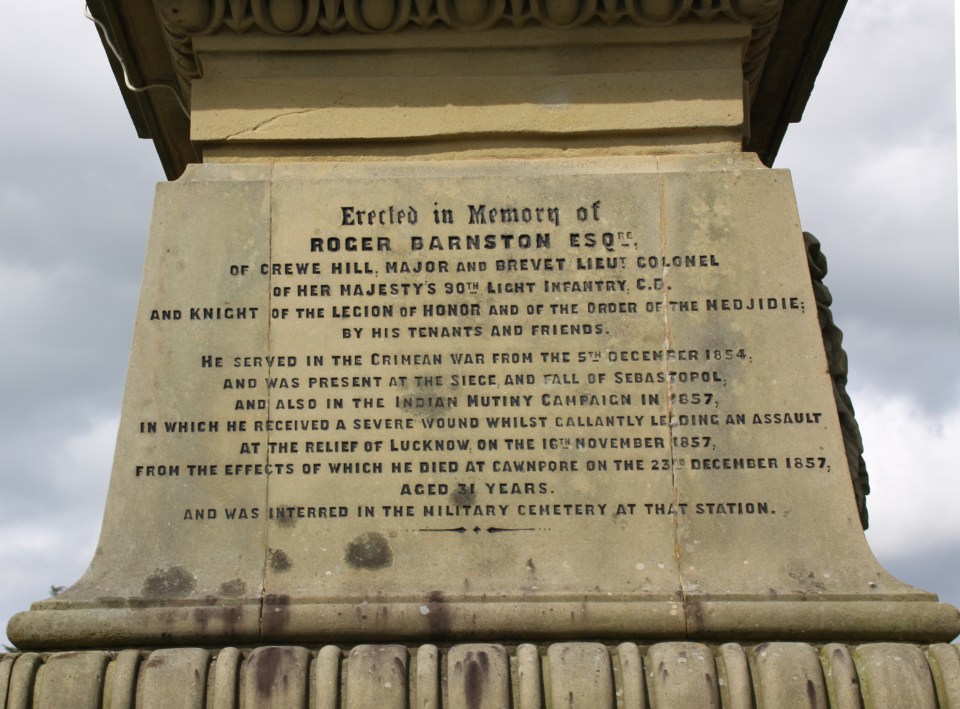 Erected in Memory of
ROGER BARNSTON ESQRE,
OF CREWE HILL, MAJOR AND BREVET LIEUT COLONEL
OF HER MAJESTY'S 90TH LIGHT INFANTRY, C.B.
AND KNIGHT OF THE LEGION OF HONOR AND OF THE ORDER OF THE MEDJIDIE;
BY HIS TENANTS AND FRIENDS.
HE SERVED IN THE CRIMEAN WAR FROM THE 5TH DECEMBER 1854,
AND WAS PRESENT AT THE SIEGE AND FALL OF SEBASTOPOL;
AND ALSO IN THE INDIAN MUTINY CAMPAIGN IN 1857,
IN WHICH HE RECEIVED A SEVERE WOUND WHILST GALLANTLY LEADING AN ASSAULT
AT THE RELIEF OF LUCKNOW, ON THE 16TH NOVEMBER 1857,
FROM THE EFFECTS OF WHICH HE DIED AT CAWNPORE ON THE 23RD DECEMBER 1857,
AGED 31 YEARS.
AND WAS INTERRED IN THE MILITARY CEMETERY AT THAT STATION.